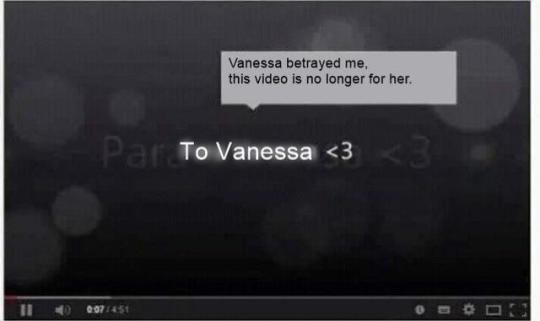 Vanessa betrayed me,
this video is no longer for her.
To Vanessa <3
0:07 / 4:51